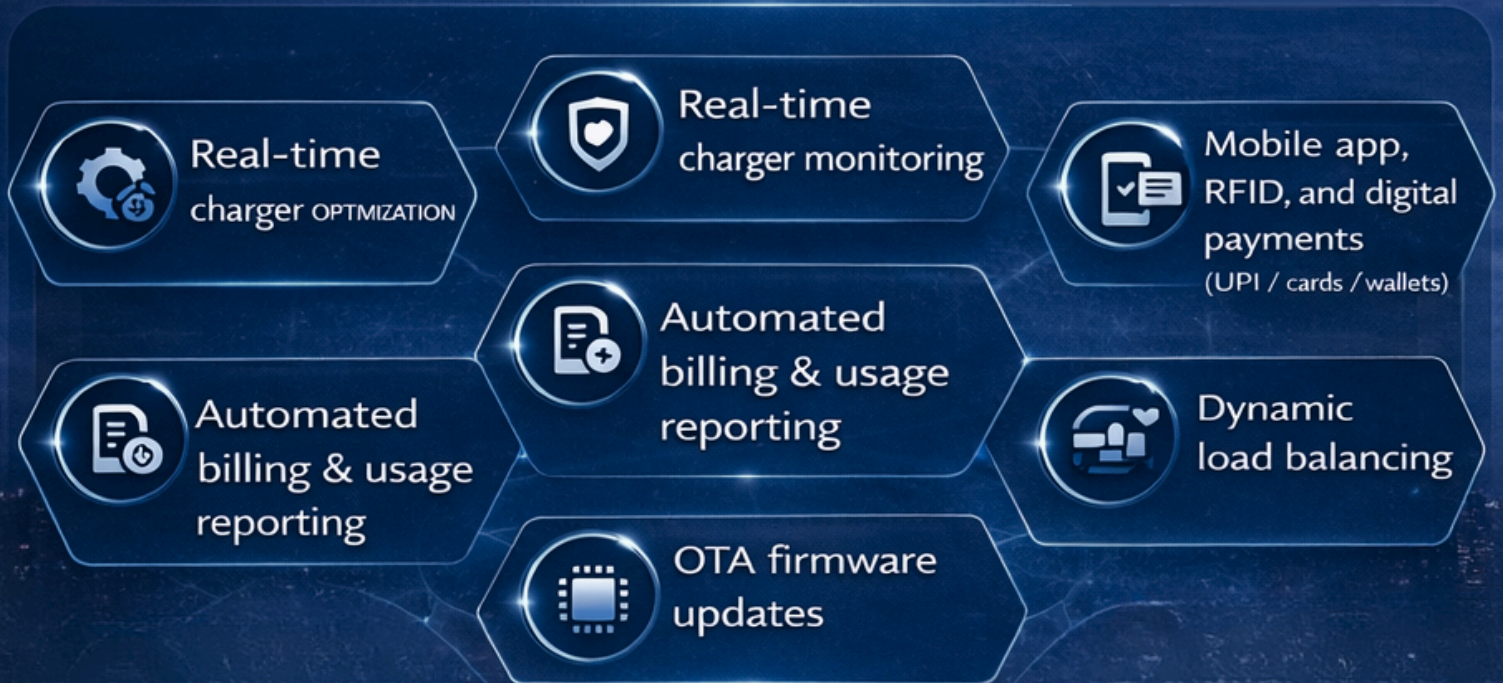 Real-time
charger OPTMIZATION
Real-time
charger monitoring
Mobile app,
RFID, and digital
payments
(UPI / cards / wallets)
Automated
billing & usage
reporting
Automated
billing & usage
reporting
Dynamic
load balancing
OTA firmware
updates